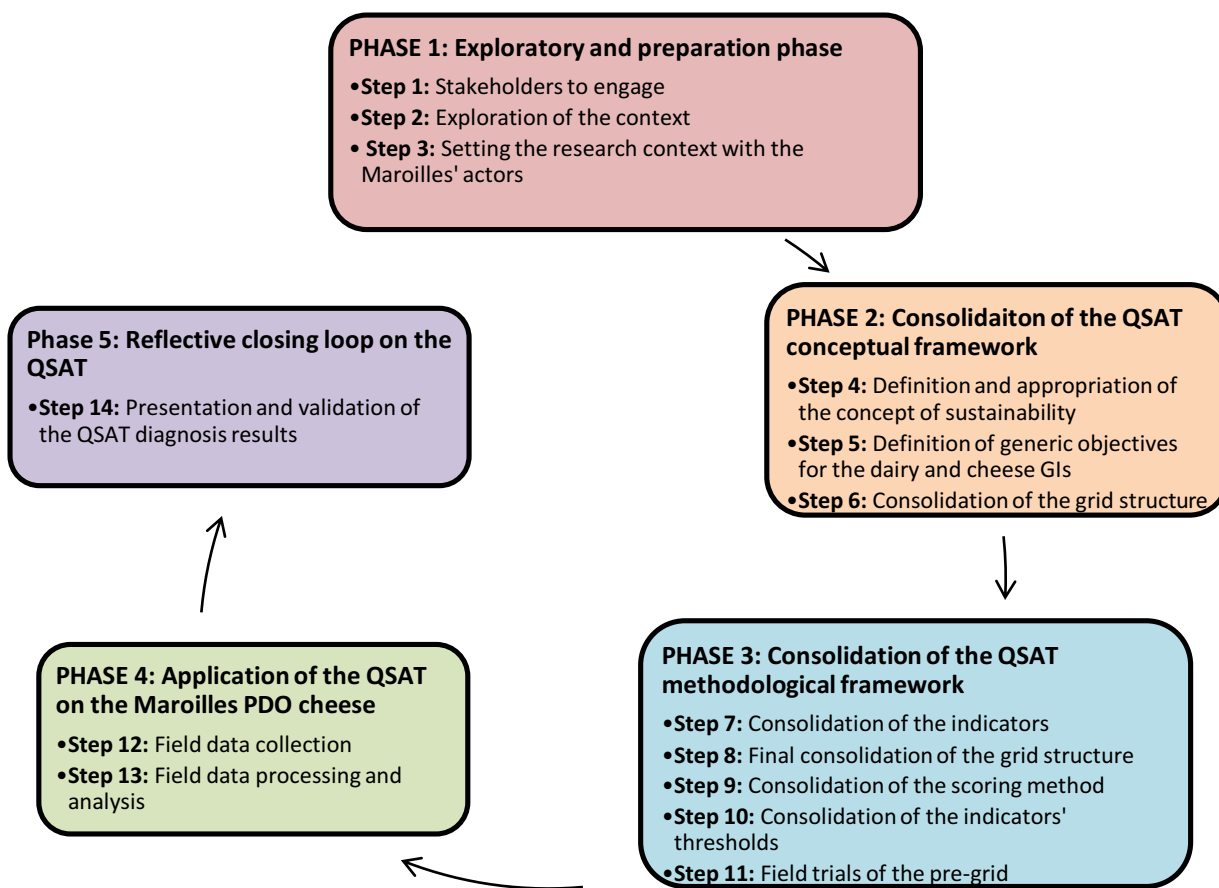 PHASE 1: Exploratory and preparation phase
•Step 1: Stakeholders to engage
•Step 2: Exploration of the context
• Step 3: Setting the research context with the
Maroilles' actors
PHASE 2: Consolidaiton of the QSAT
conceptual framework
•Step 4: Definition and appropriation of
the concept of sustainability
•Step 5: Definition of generic objectives
for the dairy and cheese GIs
•Step 6: Consolidation of the grid structure
PHASE 3: Consolidation of the QSAT
methodological framework
•Step 7: Consolidation of the indicators
•Step 8: Final consolidation of the grid structure
•Step 9: Consolidation of the scoring method
•Step 10: Consolidation of the indicators'
thresholds
•Step 11: Field trials of the pre-grid
PHASE 4: Application of the QSAT
on the Maroilles PDO cheese
•Step 12: Field data collection
•Step 13: Field data processing and
analysis
Phase 5: Reflective closing loop on the
QSAT
•Step 14: Presentation and validation of
the QSAT diagnosis results